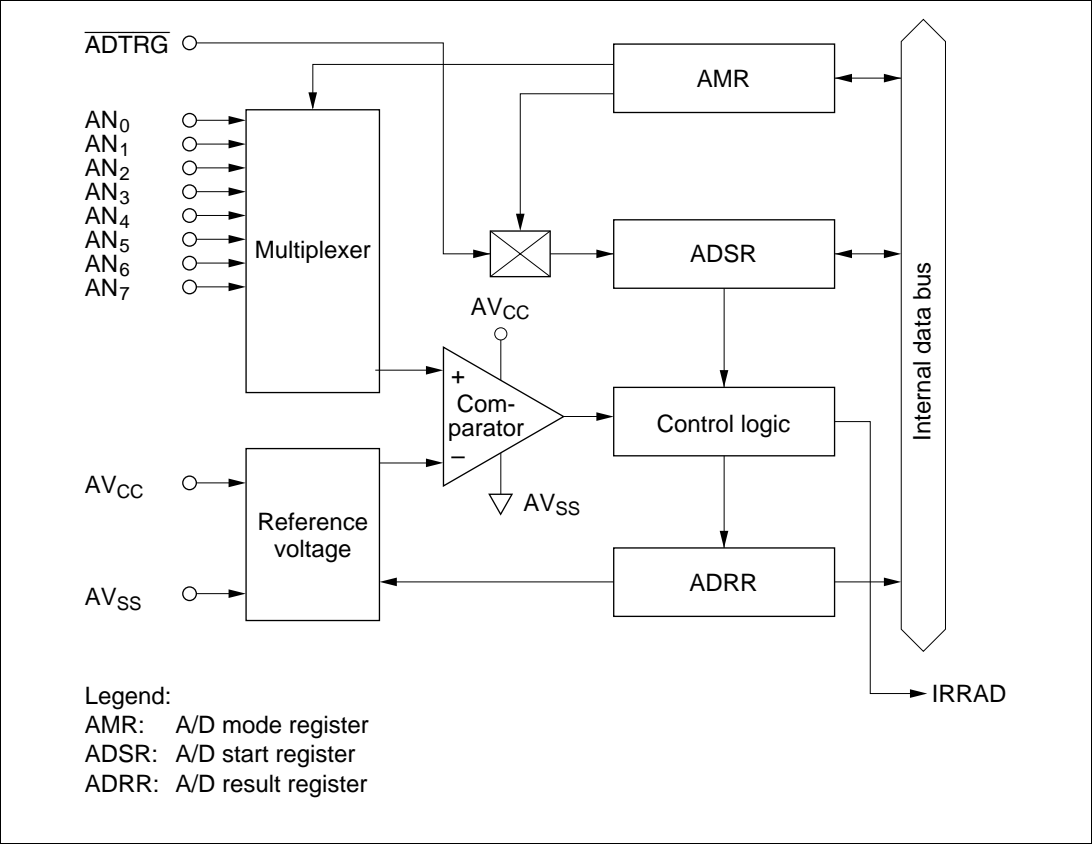 ADTRG
AMR
AN0
AN1
AN2
AN3
AN4
AN5
AN6
AN7
Multiplexer
ADSR
Internal data bus
AVCC
+
Com-
parator
–
Control logic
AVCC
AVSS
Reference
voltage
ADRR
AVSS
IRRAD
Legend:
AMR: A/D mode register
ADSR: A/D start register
ADRR: A/D result register